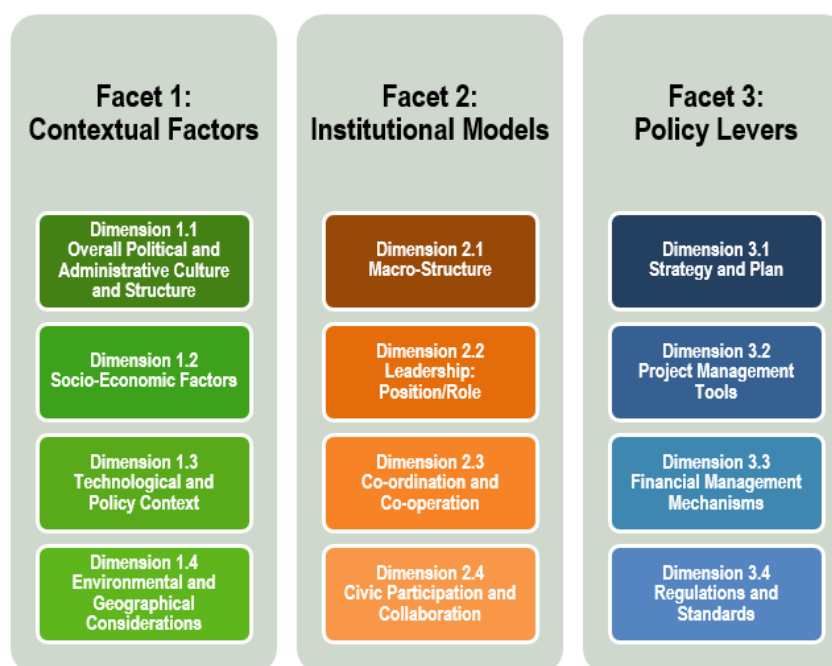 Facet 1:
Contextual Factors
Dimension 1.1
Overall Political and
Administrative Culture
and Structure
Dimension 1.2
Socio-Economic Factors
Dimension 1.3
Technological and
Policy Context
Dimension 1.4
Environmental and
Geographical
Considerations
Facet 2:
Institutional Models
Dimension 2.1
Macro-Structure
Dimension 2.2
Leadership:
Position/Role
Dimension 2.3
Co-ordination and
Co-operation
Dimension 2.4
Civic Participation and
Collaboration
Facet 3:
Policy Levers
Dimension 3.1
Strategy and Plan
Dimension 3.2
Project Management
Tools
Dimension 3.3
Financial Management
Mechanisms
Dimension 3.4
Regulations and
Standards